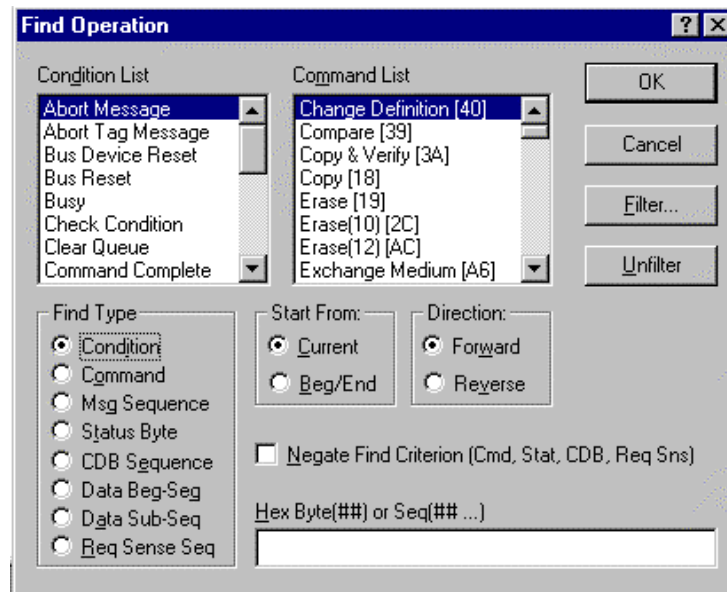 Find Operation
Condition List
Abort Message
Abort Tag Message
Bus Device Reset
Bus Reset
Busy
Check Condition
Clear Queue
Command Complete
Command List
Change Definition [40]
Compare [39]
Copy & Verify [3A]
Copy [18]
Erase [19]
Erase(10) [2C]
Erase(12) [AC]
Exchange Medium [A6]
OK
Cancel
Filter...
Unfilter
Find Type
Condition
Command
Msg Sequence
Status Byte
CDB Sequence
Data Beg-Seg
Data Sub-Seq
Req Sense Seq
Start From:
Current
Beg/End
Direction:
Forward
Reverse
Negate Find Criterion (Cmd, Stat, CDB, Req Sns)
Hex Byte(##) or Seq(## ...)